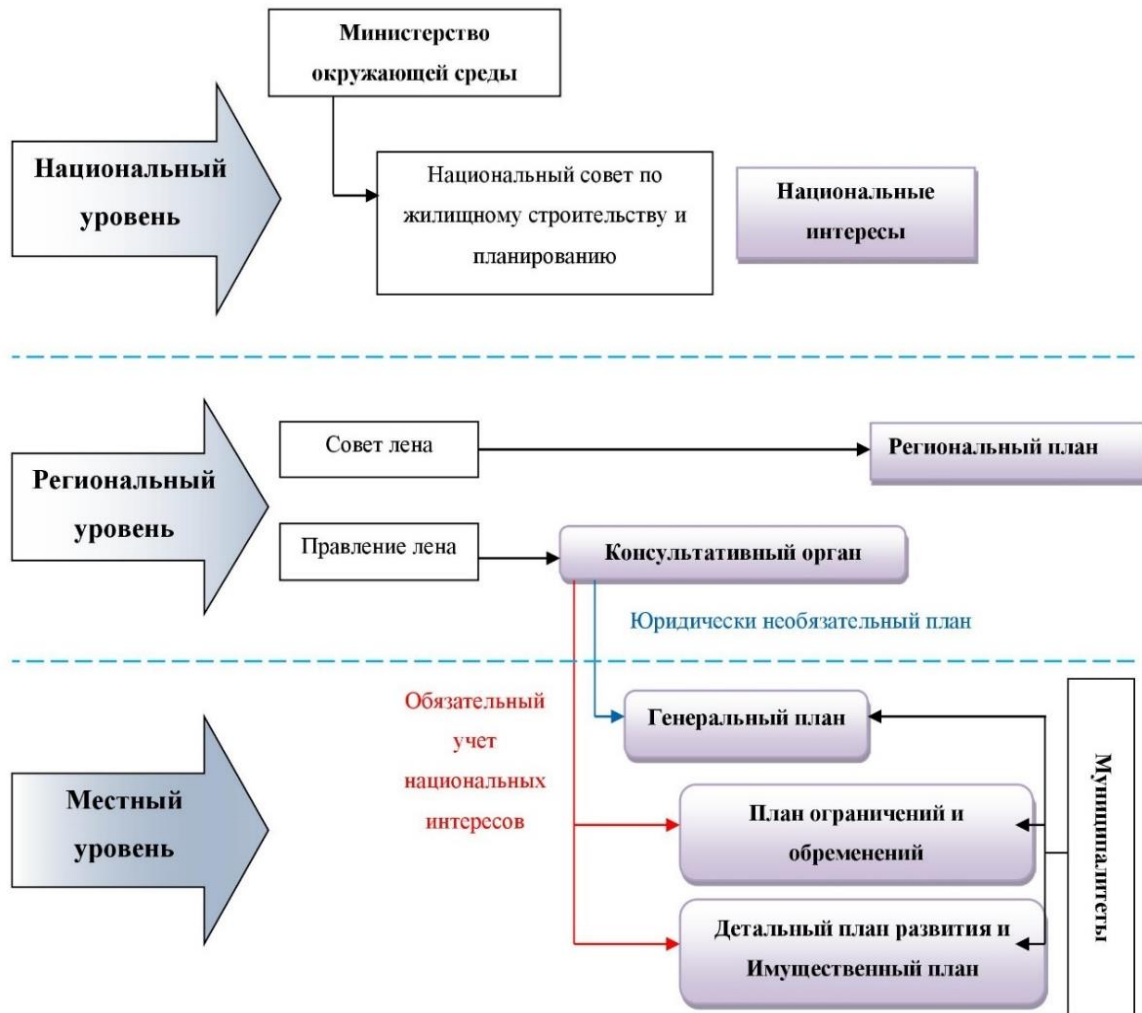 Министерство
окружающей среды
Национальный
уровень
Национальный совет по
жилищному строительству и
планированию
Национальные
интересы
Региональный
уровень
Совет лена
Региональный план
Правление лена
Консультативный орган
Юридически необязательный план
Местный
уровень
Обязательный
учет
национальных
интересов
Генеральный план
План ограничений и
обременений
Детальный план развития и
Имущественный план
Муниципалитеты